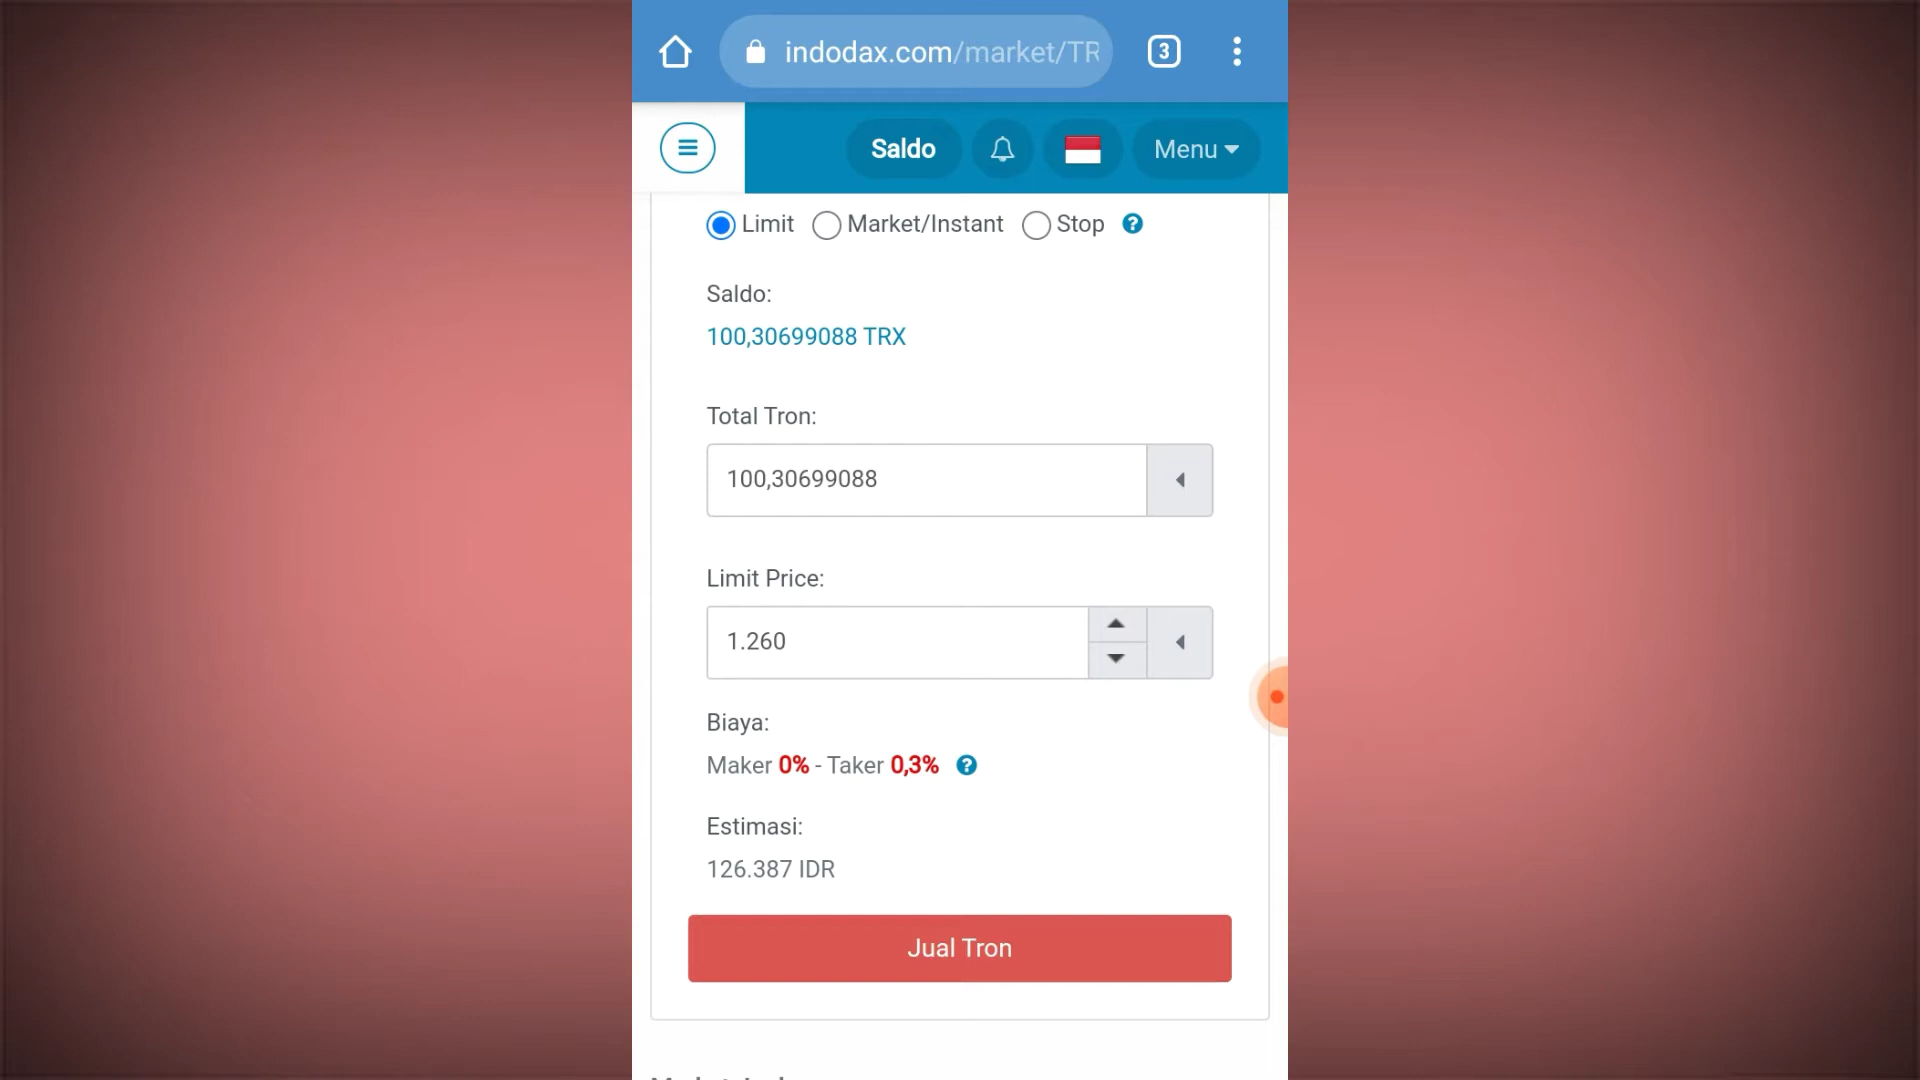 indodax.com/market/TR
3
Saldo
Menu
Limit Market/Instant Stop
Saldo:
100,30699088 TRX
Total Tron:
100,30699088
Limit Price:
1.260
Biaya:
Maker 0% - Taker 0,3%
Estimasi:
126.387 IDR
Jual Tron